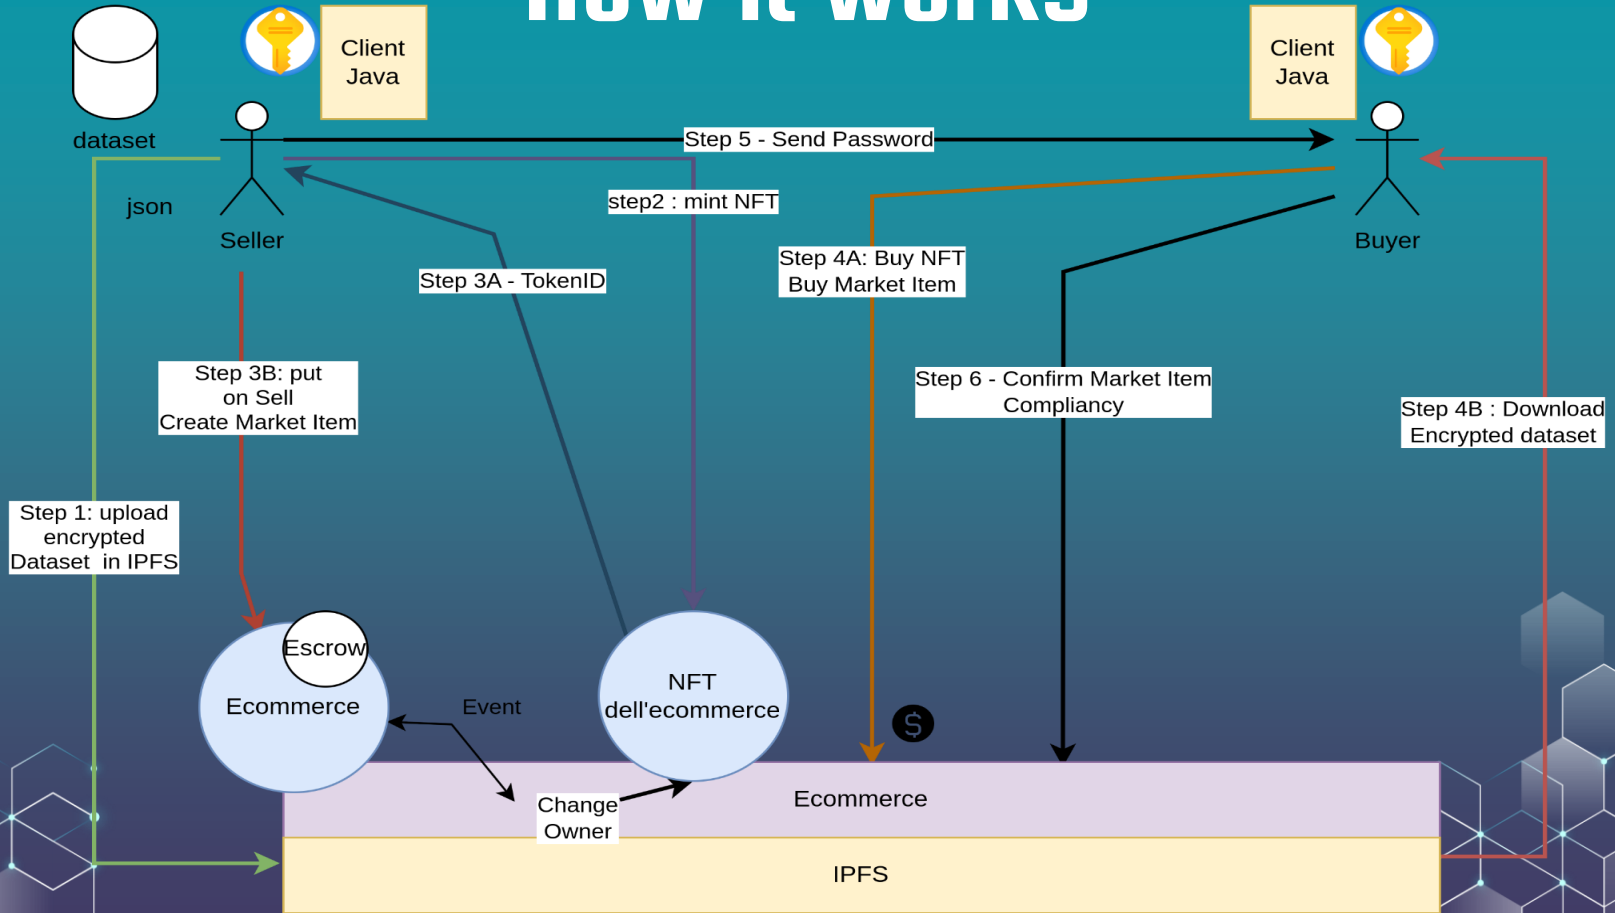 How it works
Client
Java
Client
Java
dataset
json
Seller
Buyer
Step 5 - Send Password
step2 : mint NFT
Step 3A - TokenID
Step 4A: Buy NFT
Buy Market Item
Step 3B: put
on Sell
Create Market Item
Step 6 - Confirm Market Item
Compliancy
Step 4B : Download
Encrypted dataset
Step 1: upload
encrypted
Dataset in IPFS
Escrow
Ecommerce
Event
NFT
dell'ecommerce
$
Change
Owner
Ecommerce
IPFS